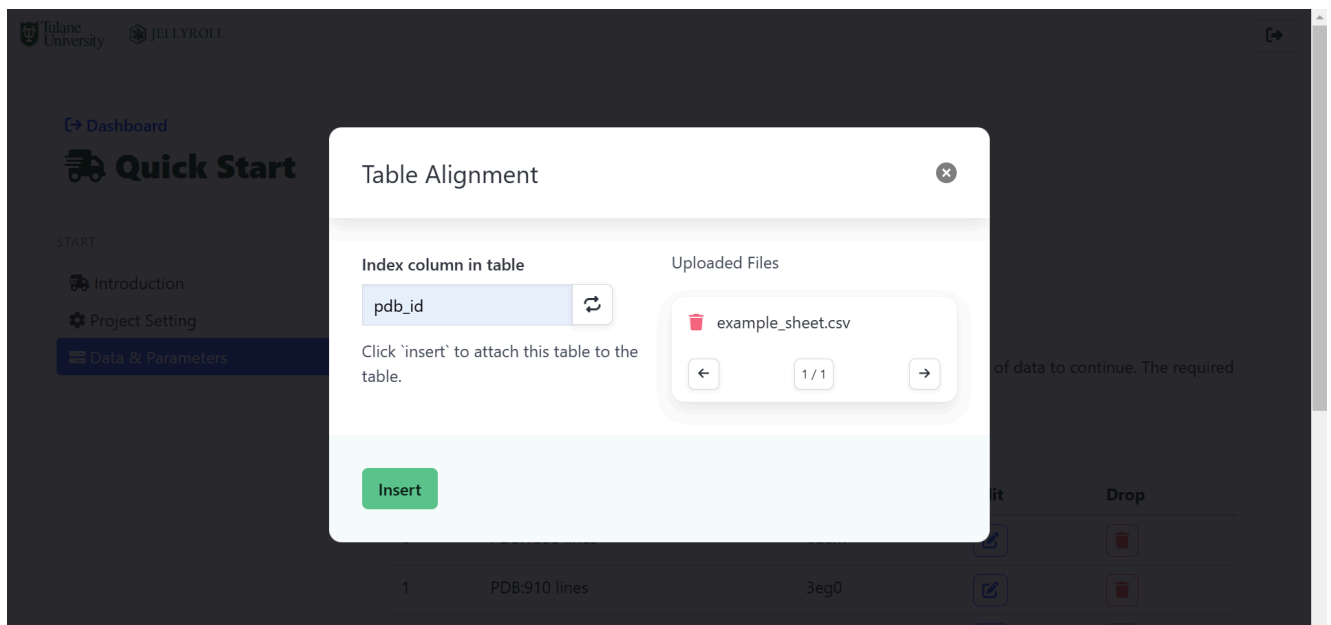 Tulane
University
JELLYROLL
Dashboard
Quick Start
START
Introduction
Project Setting
Data & Parameters
Table Alignment
Index column in table
pdb_id
Click `insert` to attach this table to the
table.
Uploaded Files
example_sheet.csv
1 / 1
Insert
of data to continue. The required
Drop
1 PDB:910 lines 3eg0